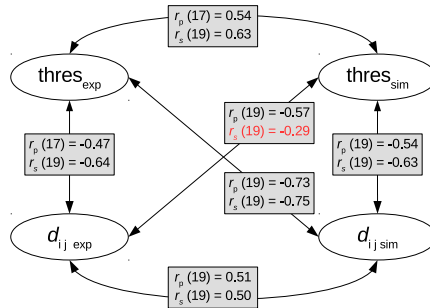 r_p (17) = 0.54
r_s (19) = 0.63
thres_exp
thres_sim
r_p (19) = -0.57
r_s (19) = -0.29
r_p (17) = -0.47
r_s (19) = -0.64
r_p (19) = -0.54
r_s (19) = -0.63
r_p (19) = -0.73
r_s (19) = -0.75
d_i j exp
d_i j sim
r_p (19) = 0.51
r_s (19) = 0.50